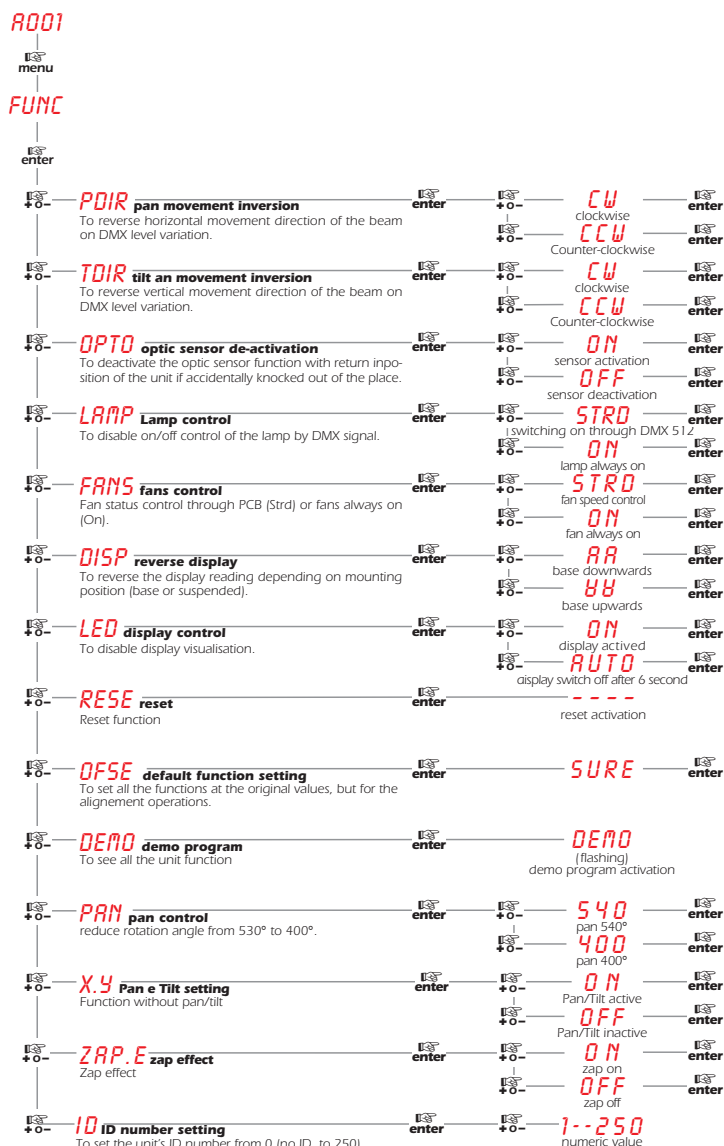 A001
menu
FUNC
enter
+ o - PDIR pan movement inversion enter + o - CW enter
To reverse horizontal movement direction of the beam
on DMX level variation.
clockwise
+ o - CCW enter
Counter-clockwise
+ o - TDIR tilt an movement inversion enter + o - CW enter
To reverse vertical movement direction of the beam on
DMX level variation.
clockwise
+ o - CCW enter
Counter-clockwise
+ o - OPTO optic sensor de-activation enter + o - ON enter
To deactivate the optic sensor function with return inpo-
sition of the unit if accidentally knocked out of the place.
sensor activation
+ o - OFF enter
sensor deactivation
+ o - LAMP Lamp control enter + o - STRD enter
To disable on/off control of the lamp by DMX signal.
switching on through DMX 512
+ o - ON enter
lamp always on
+ o - FANS fans control enter + o - STRD enter
Fan status control through PCB (Strd) or fans always on
(On).
fan speed control
+ o - ON enter
fan always on
+ o - DISP reverse display enter + o - AA enter
To reverse the display reading depending on mounting
position (base or suspended).
base downwards
+ o - enter
base upwards
+ o - LED display control enter + o - ON enter
To disable display visualisation.
display actived
+ o - AUTO enter
display switch off after 6 second
+ o - RESE reset enter - - - -
Reset function
reset activation
+ o - DFSE default function setting enter SURE enter
To set all the functions at the original values, but for the
alignement operations.
+ o - DEMO demo program enter DEMO
To see all the unit function
(flashing)
demo program activation
+ o - PAN pan control enter + o - 540 enter
reduce rotation angle from 530° to 400°.
pan 540°
+ o - 400 enter
pan 400°
+ o - X.Y Pan e Tilt setting enter + o - ON enter
Function without pan/tilt
Pan/Tilt active
+ o - OFF enter
Pan/Tilt inactive
+ o - ZAP.E zap effect enter + o - ON enter
Zap effect
zap on
+ o - OFF enter
zap off
+ o - ID ID number setting enter + o - 1--250 enter
To set the unit's ID number from 0 (no ID to 250)
numeric value